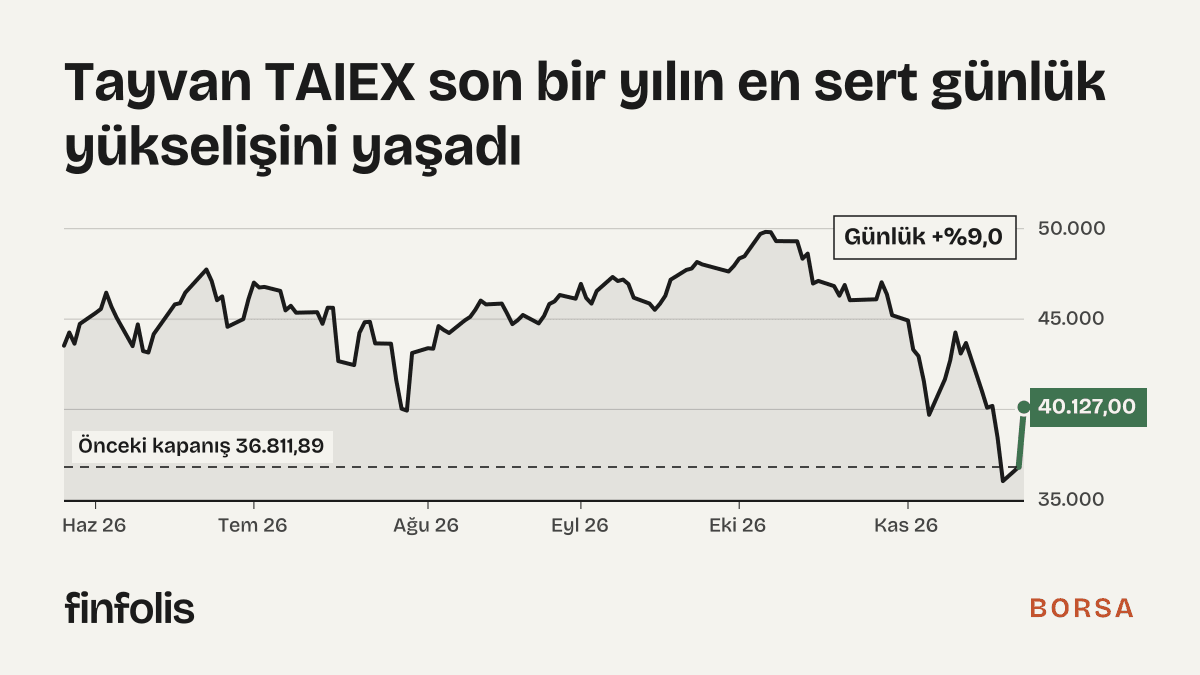 Tayvan TAIEX son bir yılın en sert günlük
yükselişini yaşadı
Günlük +%9,0
50.000
45.000
40.127,00
Önceki kapanış 36.811,89
35.000
Haz 26
Tem 26
Ağu 26
Eyl 26
Eki 26
Kas 26
finfolis
BORSA